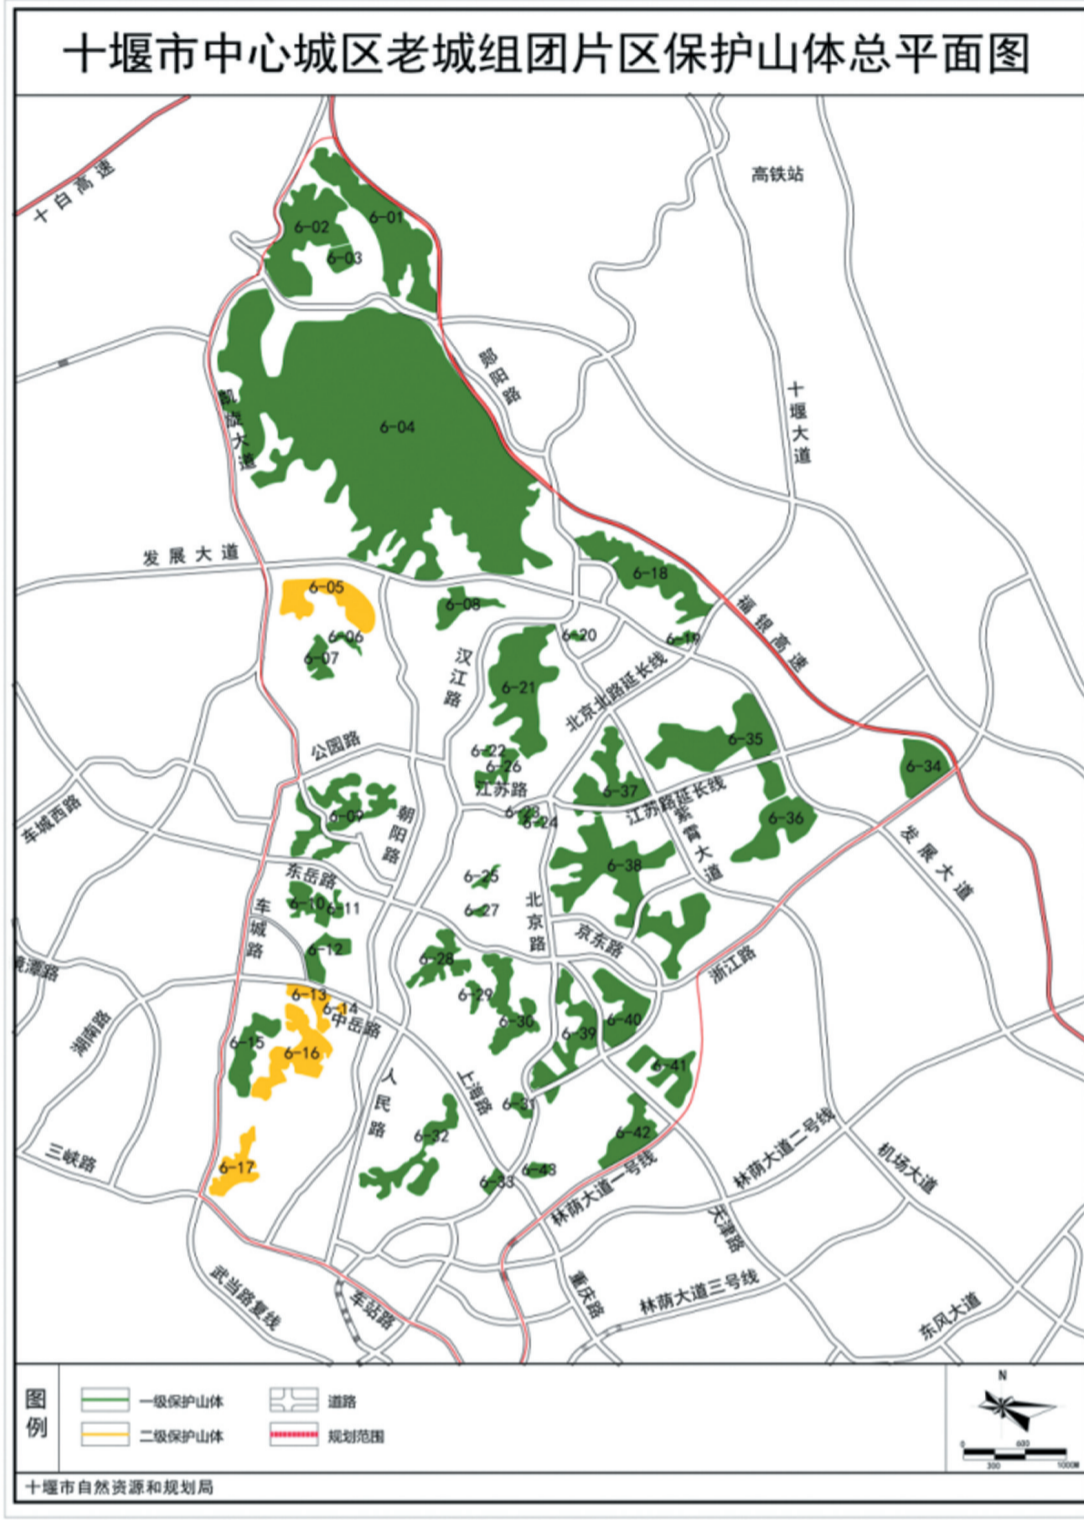 十堰市中心城区老城组团片区保护山体总平面图
十白高速
高铁站
6-01
6-02
6-03
郧阳路
十堰大道
凯旋大道
6-04
发展大道
6-05
6-18
福银高速
6-08
6-06
6-07
6-20
6-19
汉江路
6-21
北京北路延长线
公园路
6-22
6-26
江苏路
6-35
6-34
6-37
江苏路延长线
紫霄大道
6-36
车城西路
6-09
朝阳路
6-23
6-24
发展大道
东岳路
6-25
6-38
6-10
6-11
车城路
6-27
北京路
京东路
6-12
6-28
浙江路
6-13
6-14
中岳路
6-29
6-30
6-39
6-40
湖南路
6-15
6-16
人民路
上海路
6-41
6-31
6-32
6-42
三峡路
6-17
6-33
6-43
林荫大道一号线
林荫大道二号线
机场大道
天津路
武当路复线
车站路
重庆路
林荫大道三号线
东风大道
图例
一级保护山体
道路
二级保护山体
规划范围
N
0 600
300 1000M
十堰市自然资源和规划局